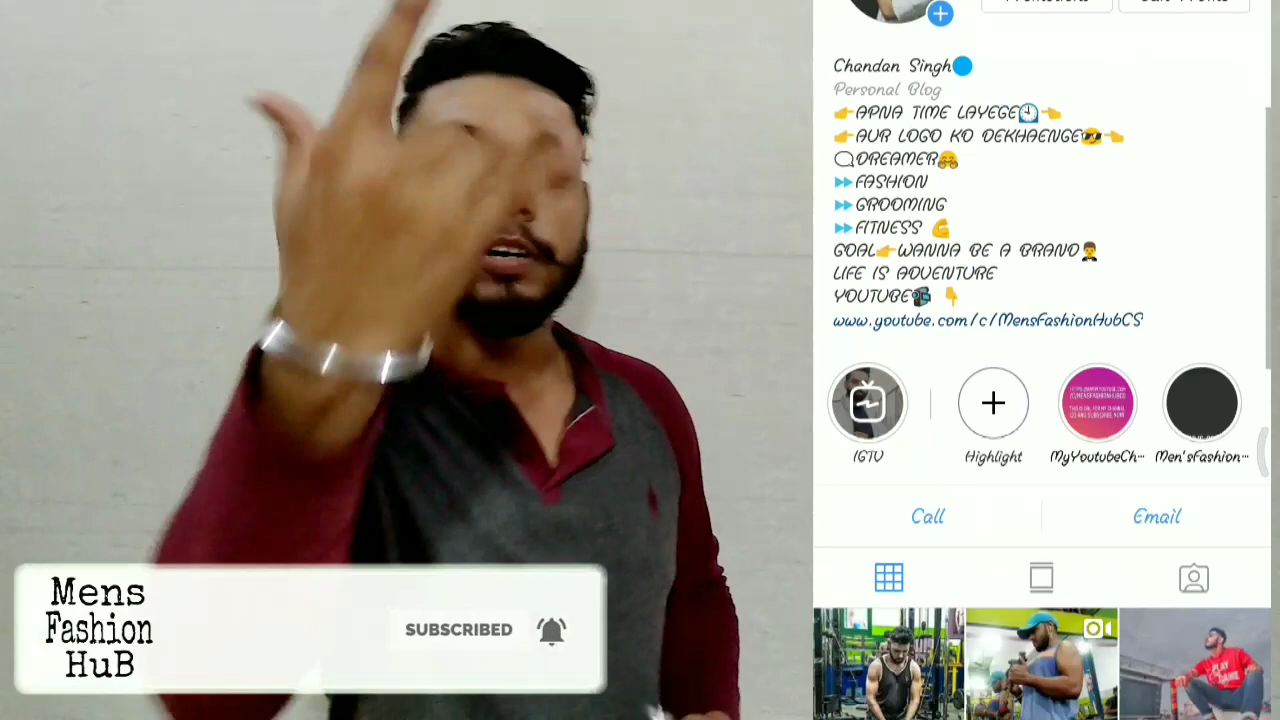 Chandan Singh
Personal Blog
👉APNA TIME LAYEGE🕙👈
👉AUR LOGO KO DEKHAENGE😎👈
🗨DREAMER🤗
⏩FASHION
⏩GROOMING
⏩FITNESS 💪
GOAL👉WANNA BE A BRAND🤵
LIFE IS ADVENTURE
YOUTUBE📹 👇
www.youtube.com/c/MensFashionHubCS
IGTV
Highlight
MyYoutubeCh...
Men'sFashion...
Call
Email
Mens
Fashion
HuB
SUBSCRIBED